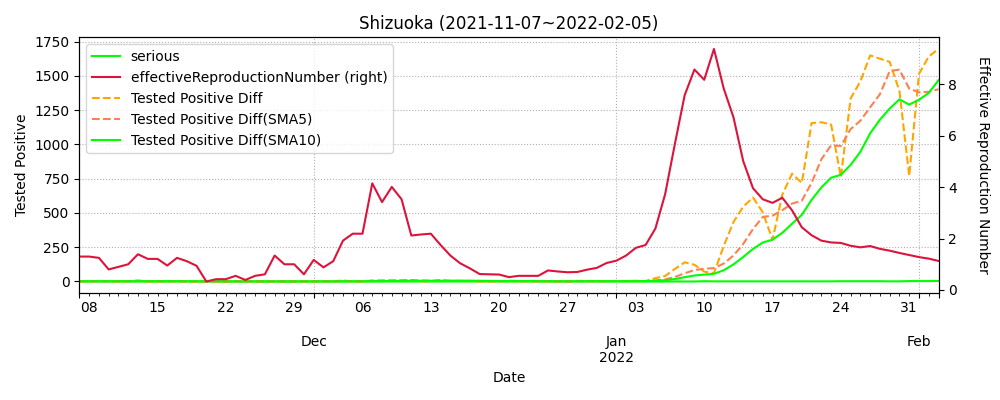 Shizuoka (2021-11-07~2022-02-05)
serious
effectiveReproductionNumber (right)
Tested Positive Diff
Tested Positive Diff(SMA5)
Tested Positive Diff(SMA10)
Tested Positive
1750
1500
1250
1000
750
500
250
0
Effective Reproduction Number
8
6
4
2
0
08 15 22 29 06 13 20 27 03 10 17 24 31
Dec Jan Feb
2022
Date